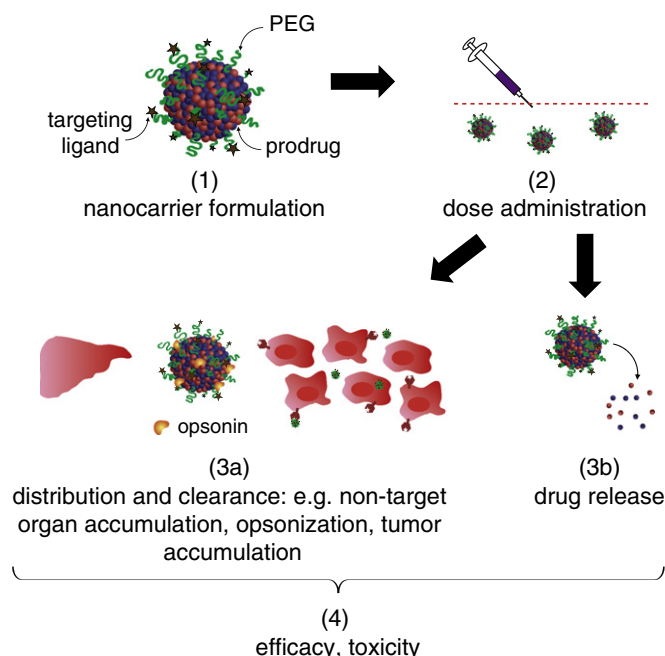 PEG
targeting
ligand
prodrug
(1)
nanocarrier formulation
(2)
dose administration
opsonin
(3a)
distribution and clearance: e.g. non-target
organ accumulation, opsonization, tumor
accumulation
(3b)
drug release
(4)
efficacy, toxicity